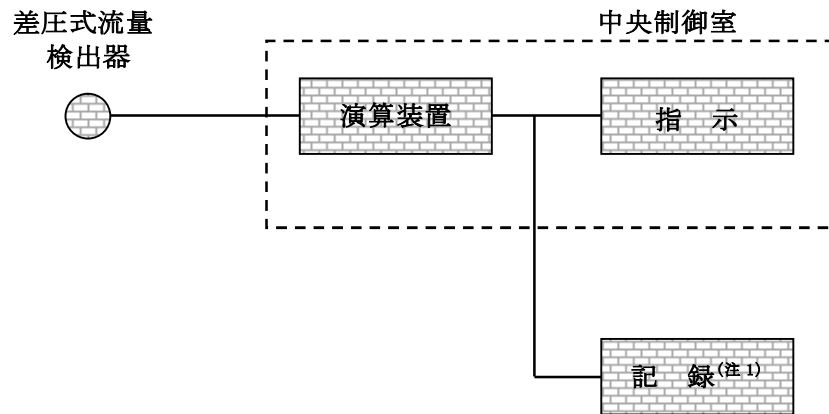 差圧式流量
検出器
中央制御室
演算装置
指 示
記 録(注1)